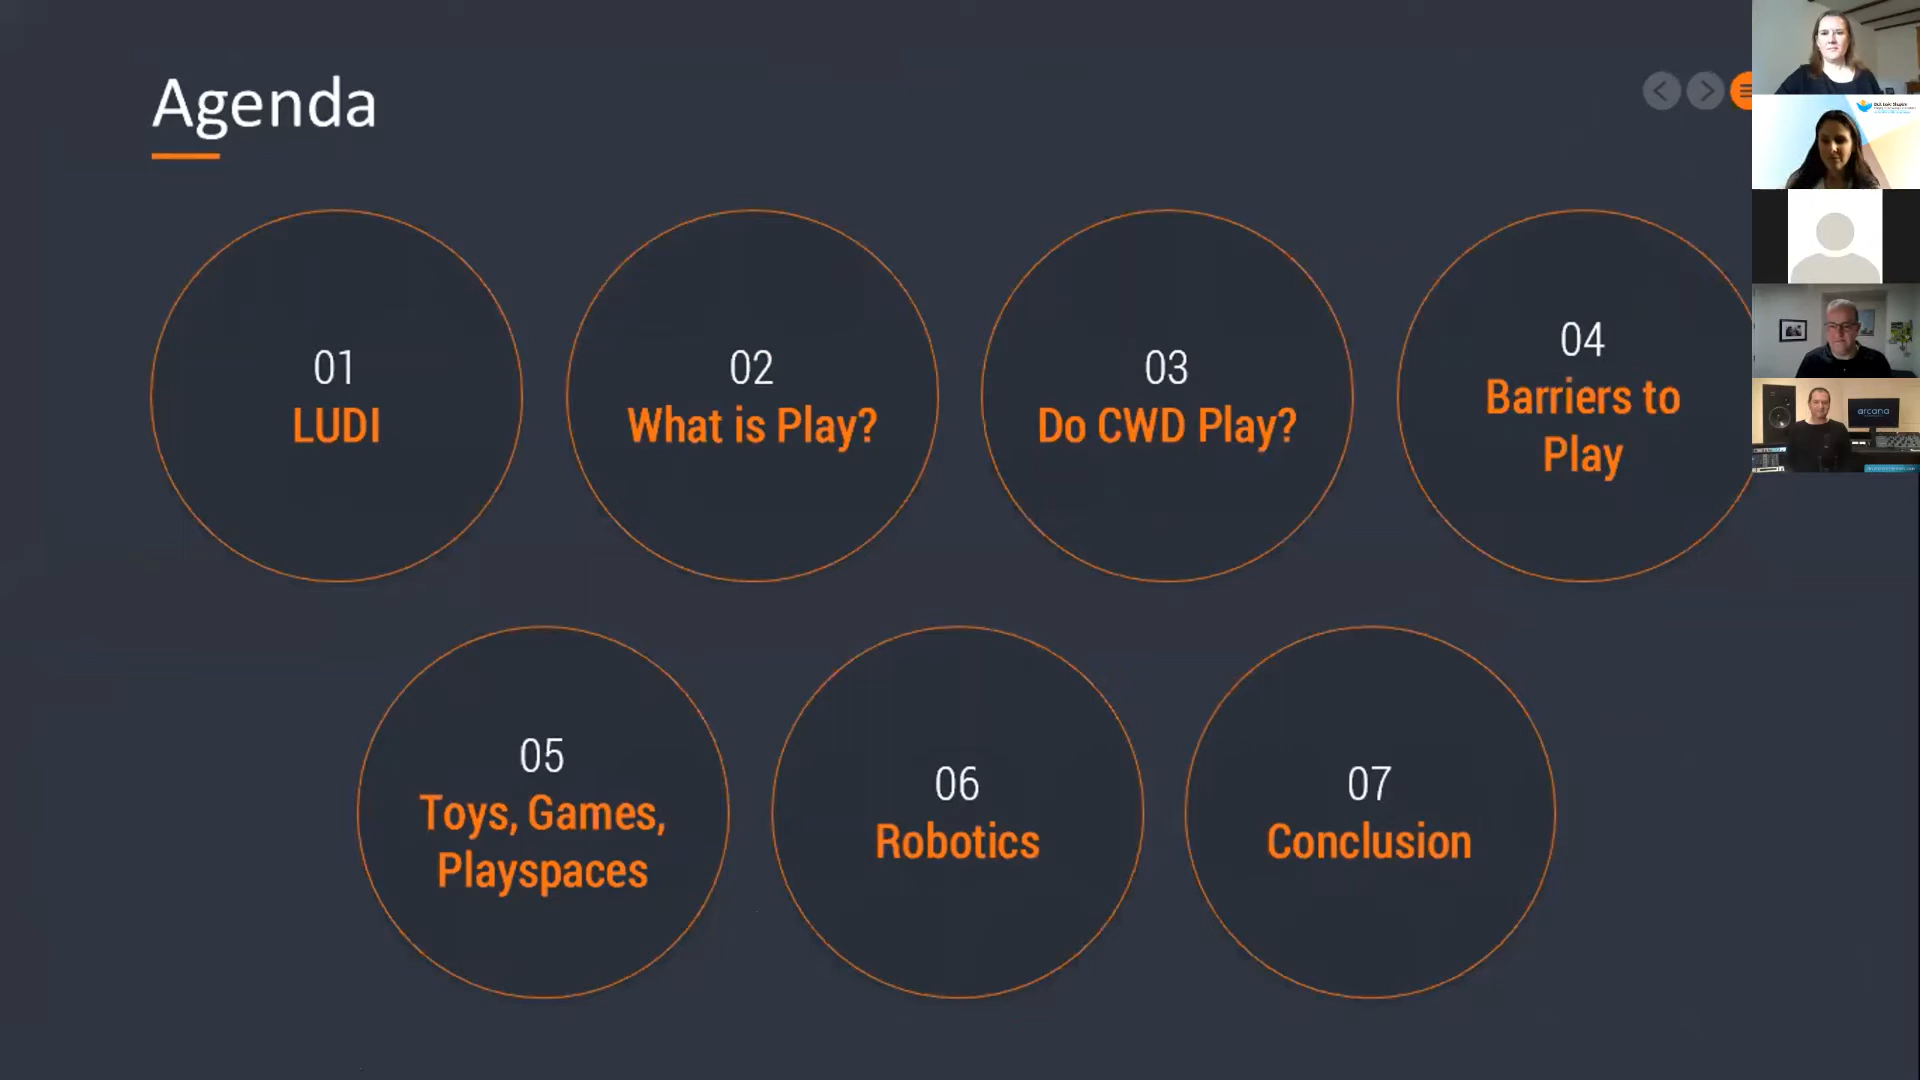 Agenda
01
LUDI
02
What is Play?
03
Do CWD Play?
04
Barriers to
Play
arcana
05
Toys, Games,
Playspaces
06
Robotics
07
Conclusion